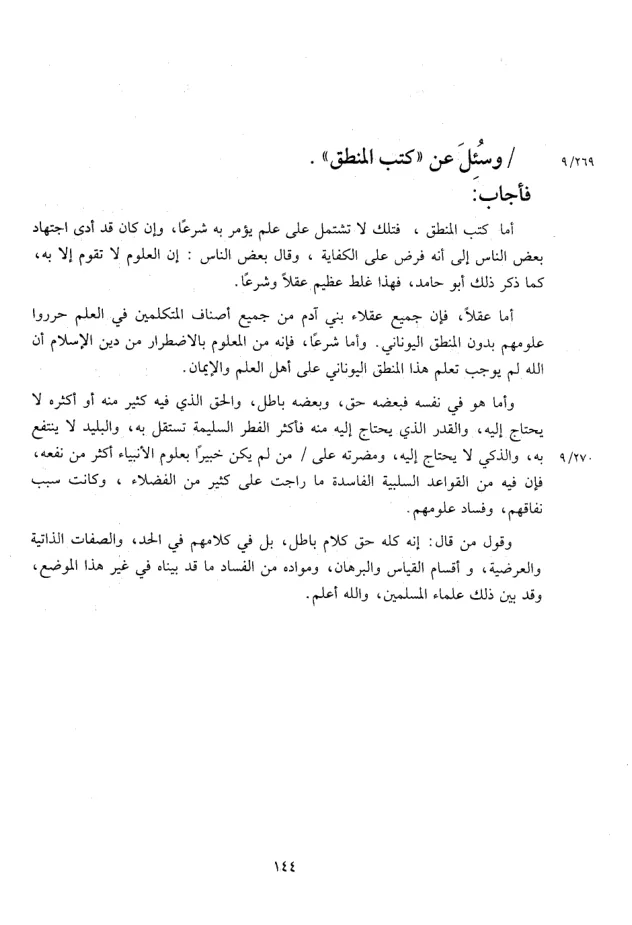 ٩/٢٦٩ / وسُئِلَ عن «كتب المنطق» .
فأجاب:
أما كتب المنطق ، فتلك لا تشتمل على علم يؤمر به شرعًا، وإن كان قد أدى اجتهاد
بعض الناس إلى أنه فرض على الكفاية ، وقال بعض الناس : إن العلوم لا تقوم إلا به،
كما ذكر ذلك أبو حامد، فهذا غلط عظيم عقلاً وشرعًا.
أما عقلاً، فإن جميع عقلاء بني آدم من جميع أصناف المتكلمين في العلم حرروا
علومهم بدون المنطق اليوناني. وأما شرعًا، فإنه من المعلوم بالاضطرار من دين الإسلام أن
الله لم يوجب تعلم هذا المنطق اليوناني على أهل العلم والإيمان.
وأما هو في نفسه فبعضه حق، وبعضه باطل، والحق الذي فيه كثير منه أو أكثره لا
يحتاج إليه، والقدر الذي يحتاج إليه منه فأكثر الفطر السليمة تستقل به، والبليد لا ينتفع
٩/٢٧٠ به، والذكي لا يحتاج إليه، ومضرته على / من لم يكن خبيرًا بعلوم الأنبياء أكثر من نفعه،
فإن فيه من القواعد السلبية الفاسدة ما راجت على كثير من الفضلاء ، وكانت سبب
نفاقهم، وفساد علومهم.
وقول من قال: إنه كله حق كلام باطل، بل في كلامهم في الحد، والصفات الذاتية
والعرضية، و أقسام القياس والبرهان، ومواده من الفساد ما قد بيناه في غير هذا الموضع،
وقد بين ذلك علماء المسلمين، والله أعلم.
١٤٤